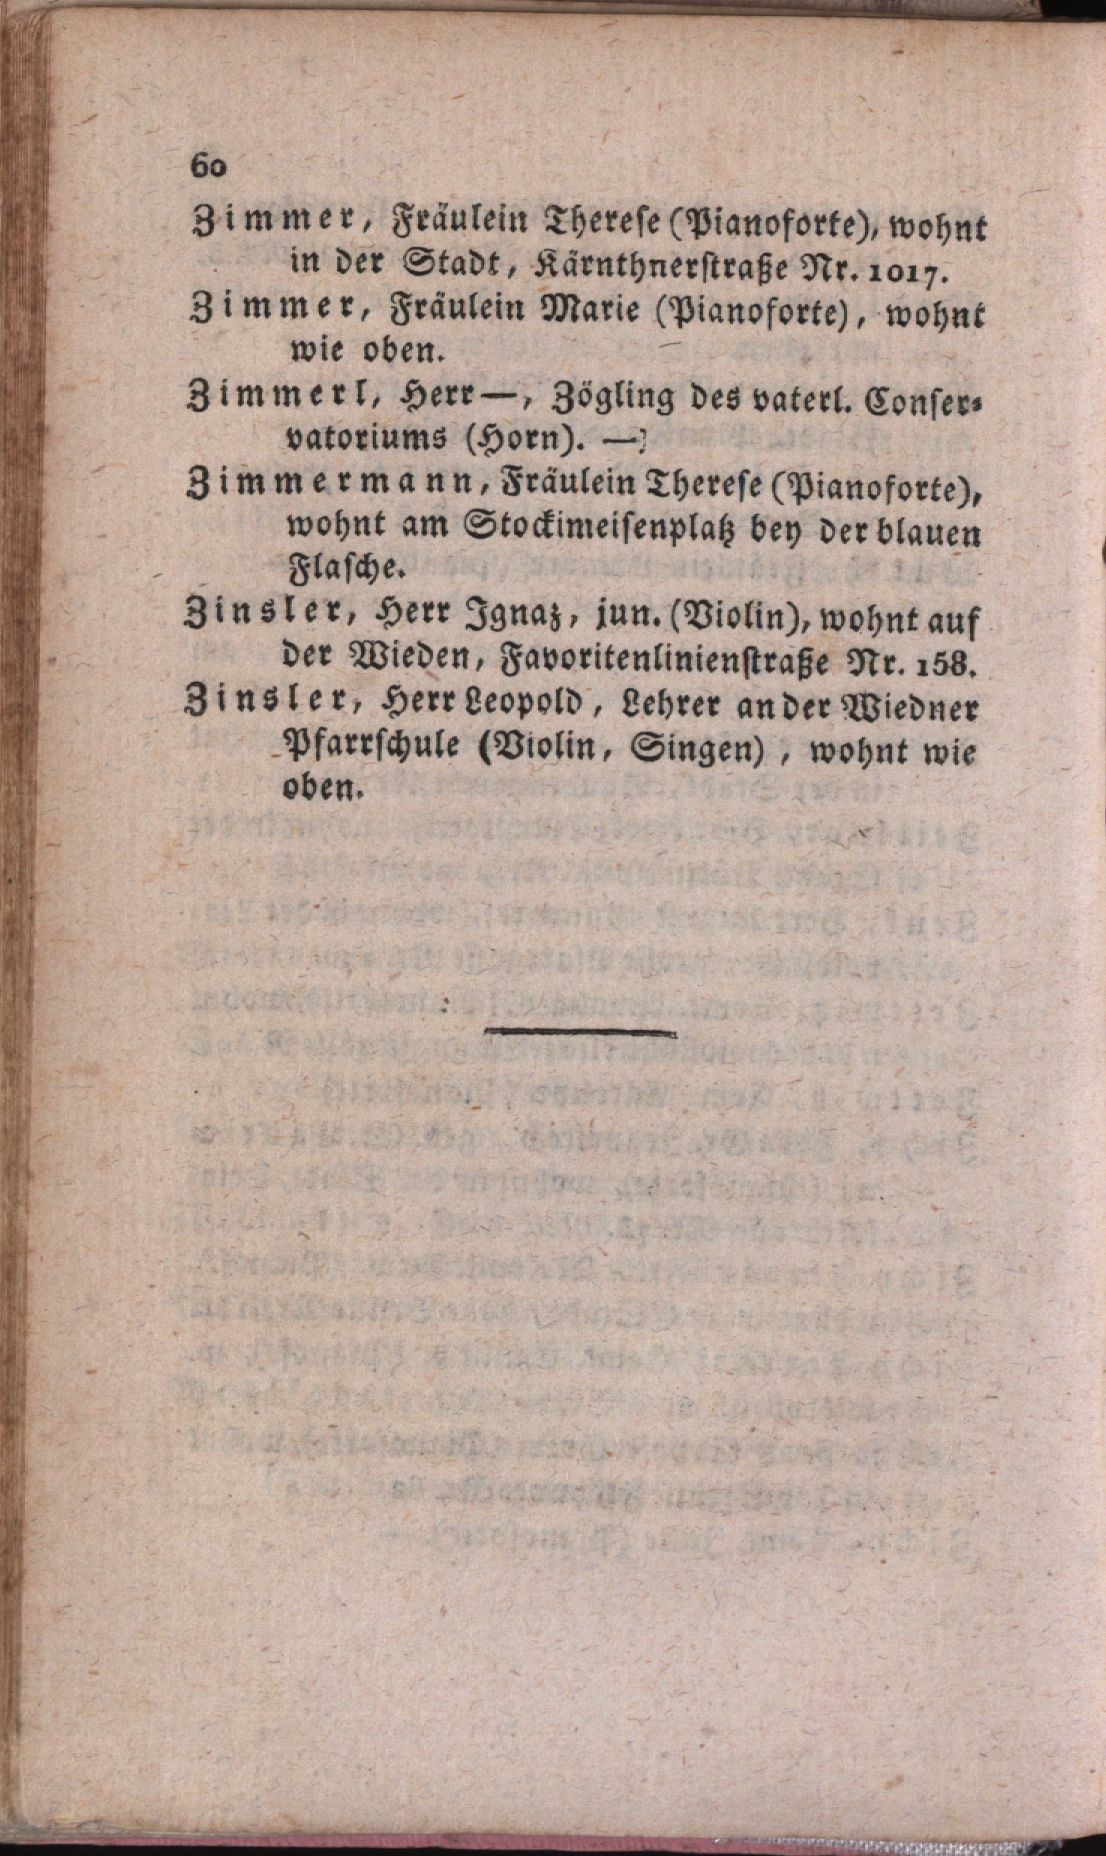 60
Zimmer, Fräulein Therese (Pianoforte), wohnt
in der Stadt, Kärnthnerstraße Nr. 1017.
Zimmer, Fräulein Marie (Pianoforte), wohnt
wie oben.
Zimmerl, Herr —, Zögling des vaterl. Conser-
vatoriums (Horn). —
Zimmermann, Fräulein Therese (Pianoforte),
wohnt am Stockimeisenplatz bey der blauen
Flasche.
Zinsler, Herr Ignaz, jun. (Violin), wohnt auf
der Wieden, Favoritenlinienstraße Nr. 158.
Zinsler, Herr Leopold, Lehrer an der Wiedner
Pfarrschule (Violin, Singen), wohnt wie
oben.